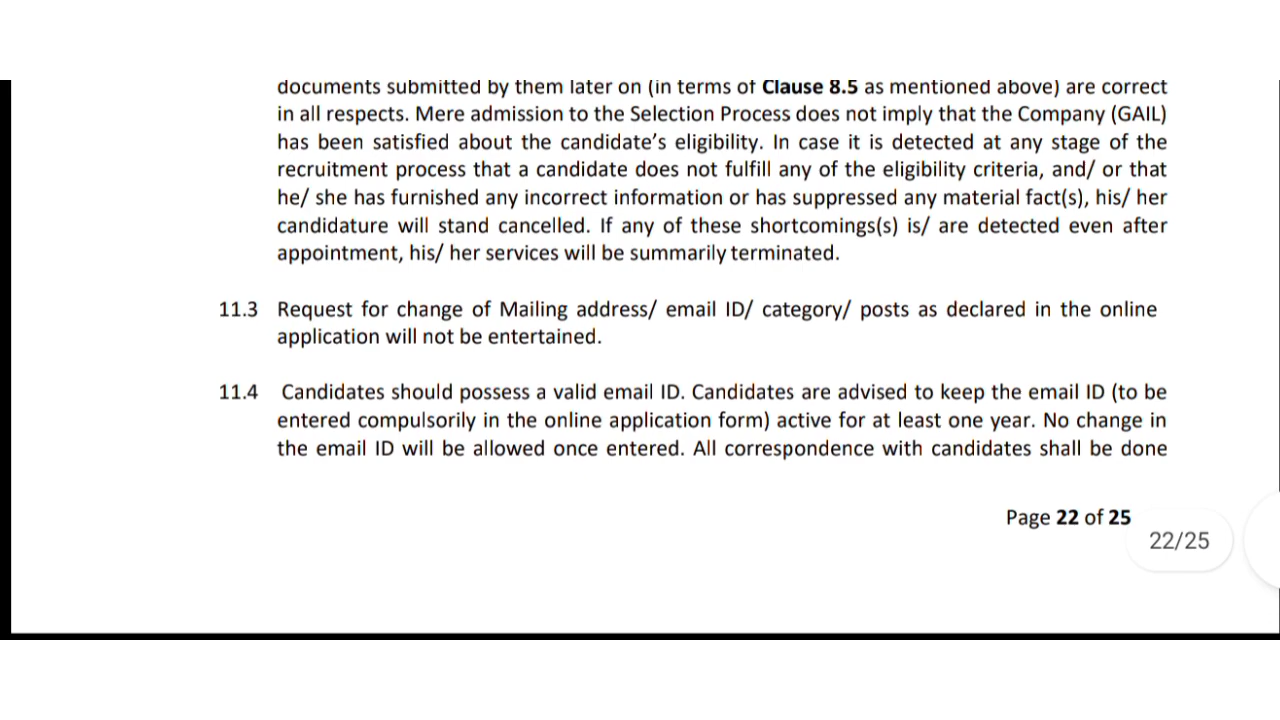 documents submitted by them later on (in terms of Clause 8.5 as mentioned above) are correct
in all respects. Mere admission to the Selection Process does not imply that the Company (GAIL)
has been satisfied about the candidate's eligibility. In case it is detected at any stage of the
recruitment process that a candidate does not fulfill any of the eligibility criteria, and/ or that
he/ she has furnished any incorrect information or has suppressed any material fact(s), his/ her
candidature will stand cancelled. If any of these shortcomings(s) is/ are detected even after
appointment, his/ her services will be summarily terminated.
11.3 Request for change of Mailing address/ email ID/ category/ posts as declared in the online
application will not be entertained.
11.4 Candidates should possess a valid email ID. Candidates are advised to keep the email ID (to be
entered compulsorily in the online application form) active for at least one year. No change in
the email ID will be allowed once entered. All correspondence with candidates shall be done
Page 22 of 25
22/25